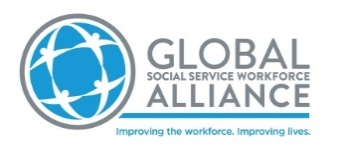 GLOBAL
SOCIAL SERVICE WORKFORCE
ALLIANCE
Improving the workforce. Improving lives.